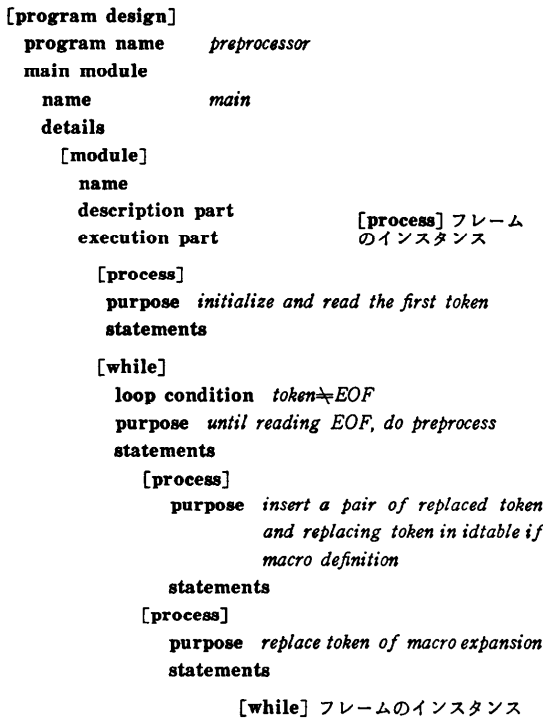 [program design]
program name preprocessor
main module
name main
details
[module]
name
description part
execution part
[process] フレーム
のインスタンス
[process]
purpose initialize and read the first token
statements
[while]
loop condition token≒EOF
purpose until reading EOF, do preprocess
statements
[process]
purpose insert a pair of replaced token
and replacing token in idtable if
macro definition
statements
[process]
purpose replace token of macro expansion
statements
[while] フレームのインスタンス